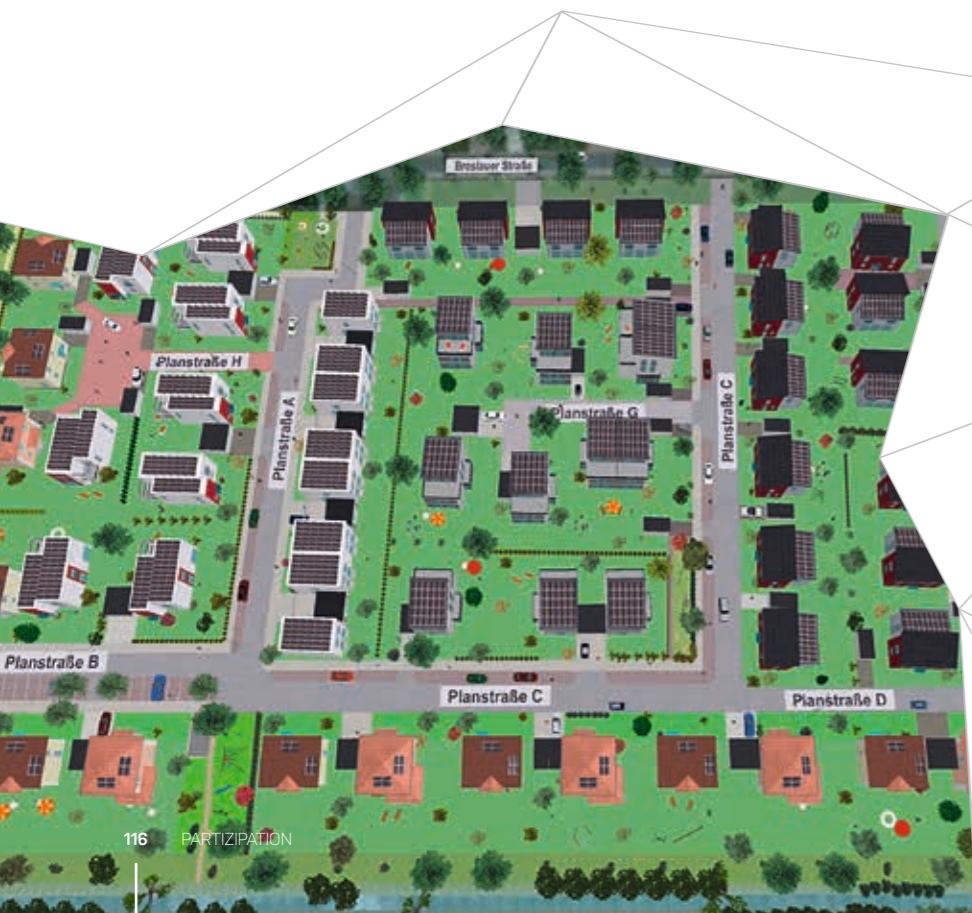 Breslauer Straße
Planstraße H
Planstraße A
Planstraße G
Planstraße C
Planstraße B
Planstraße C
Planstraße D
116 PARTIZIPATION